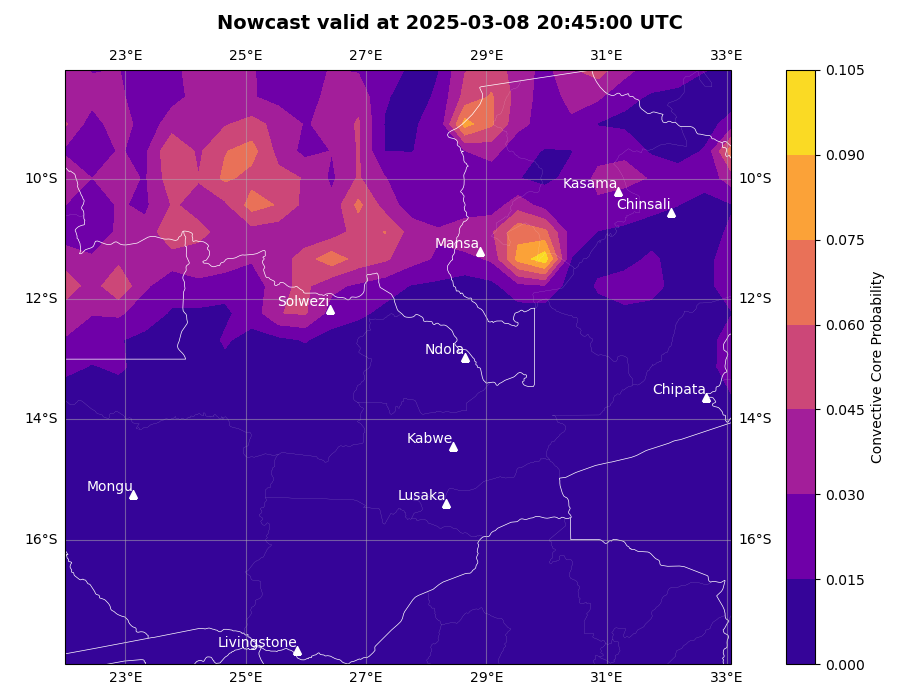 Nowcast valid at 2025-03-08 20:45:00 UTC
23°E 25°E 27°E 29°E 31°E 33°E
0.105
0.090
10°S Kasama 10°S
Chinsali
0.075
Mansa
12°S Solwezi 12°S
0.060
Ndola
Chipata
14°S 14°S
0.045
Kabwe
Mongu Lusaka
0.030
16°S 16°S
0.015
Livingstone
0.000
23°E 25°E 27°E 29°E 31°E 33°E
Convective Core Probability